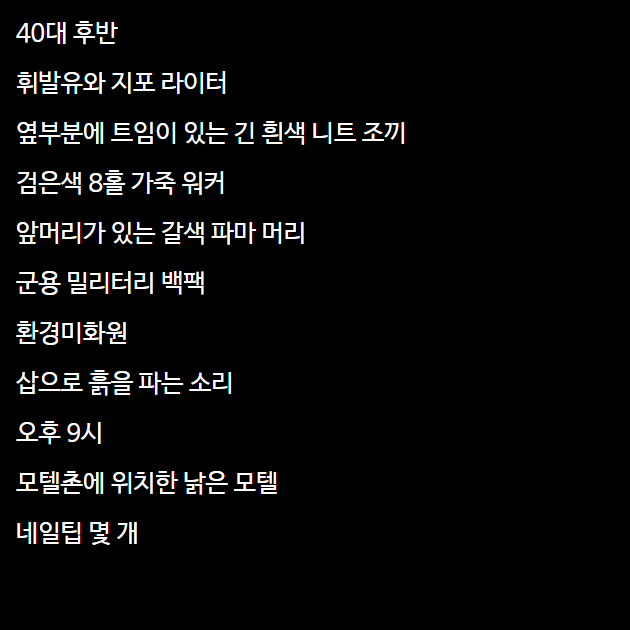 40대 후반
휘발유와 지포 라이터
옆부분에 트임이 있는 긴 흰색 니트 조끼
검은색 8홀 가죽 워커
앞머리가 있는 갈색 파마 머리
군용 밀리터리 백팩
환경미화원
삽으로 흙을 파는 소리
오후 9시
모텔촌에 위치한 낡은 모텔
네일팁 몇 개